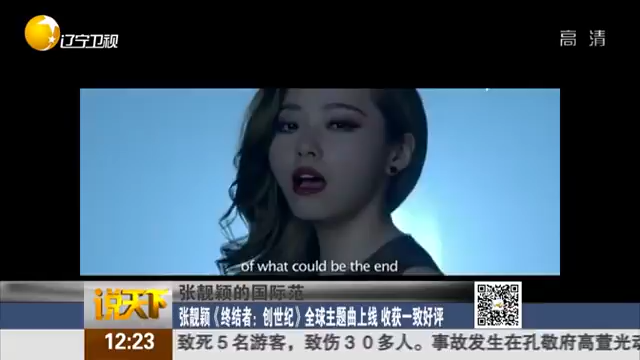 辽宁卫视
高清
of what could be the end
张靓颖的国际范
说天下
张靓颖《终结者：创世纪》全球主题曲上线 收获一致好评
12:23
致死５名游客，致伤３０多人。事故发生在孔敬府高萱光